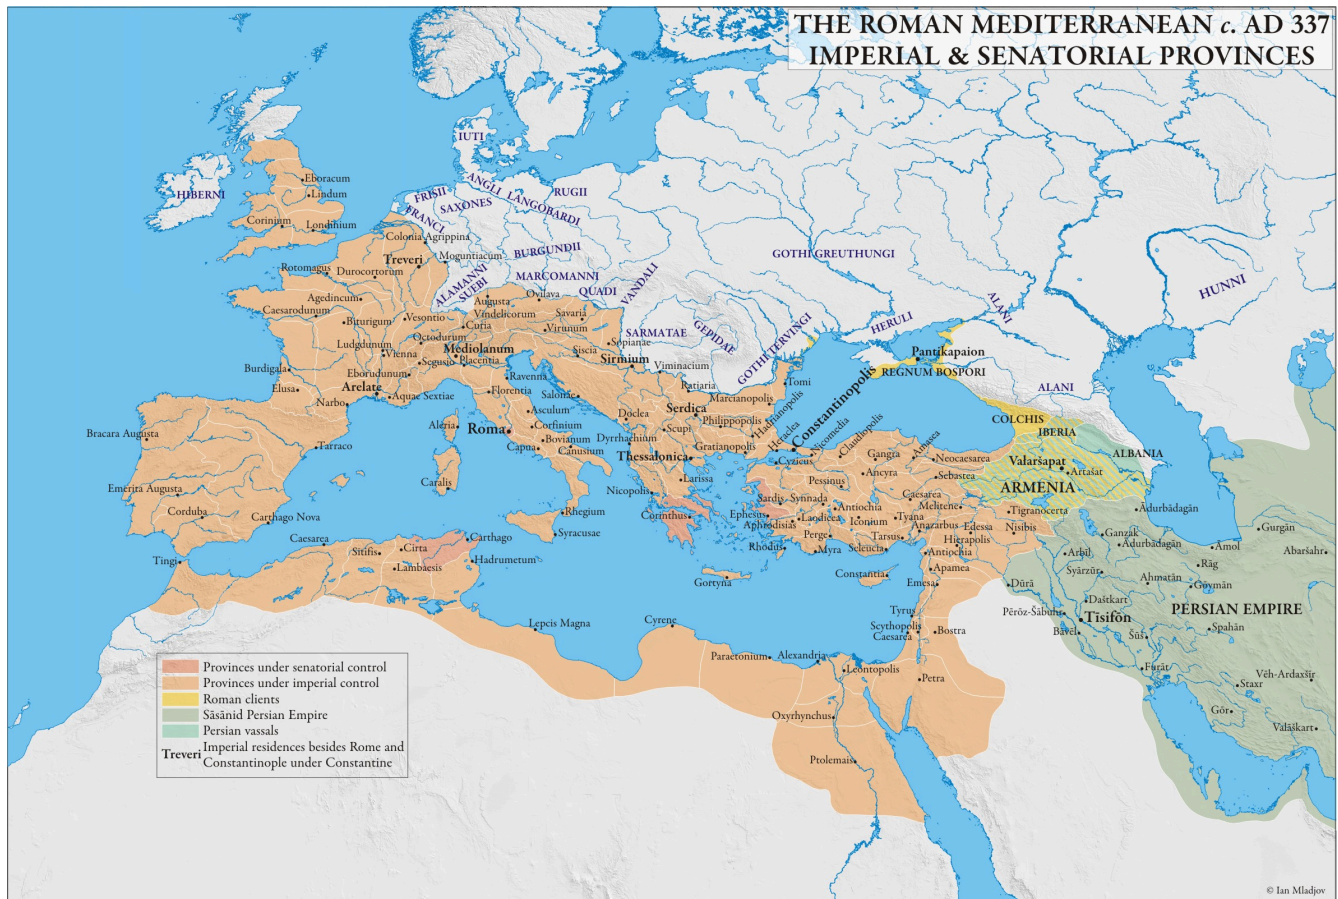 THE ROMAN MEDITERRANEAN c. AD 337
IMPERIAL & SENATORIAL PROVINCES
IUTI
HIBERNI
Eboracum
Lindum
Corinium
Londinium
FRISII
ANGLI
LANGOBARDI
RUGII
SAXONES
FRANCI
Colonia Agrippina
Treveri
Moguntiacum
BURGUNDII
ALAMANNI
SUEBI
MARCOMANNI
QUADI
VANDALI
GOTHI GREUTHUNGI
HUNNI
Rotomagus
Durocortorum
Agedincum
Caesarodunum
Biturigum
Vesontio
Augusta
Vindelicorum
Ovilava
Savaria
Curia
Virunum
Octodurum
Ludgdunum
Vienna
Mediolanum
Segusio
Placentia
Sopianae
Siscia
Sirmium
SARMATAE
GEPIDAE
GOTHI TERVINGI
HERULI
ALANI
Viminacium
Burdigala
Eborudunum
Elusa
Arelate
Narbo
Aquae Sextiae
Ravenna
Florentia
Salonae
Ratiaria
Tomi
Pantikapaion
REGNUM BOSPORI
ALANI
Marcianopolis
Serdica
Doclea
Asculum
Corfinium
Scupi
Philippopolis
Hadrianopolis
Heraclea
Constantinopolis
Nicomedia
Claudiopolis
COLCHIS
IBERIA
ALBANIA
Bracara Augusta
Tarraco
Aleria
Roma
Bovianum
Capua
Canusium
Dyrrhachium
Gratianopolis
Thessalonica
Cyzicus
Gangra
Amasea
Neocaesarea
Valaršapat
Artašat
ARMENIA
Emerita Augusta
Corduba
Carthago Nova
Caralis
Larissa
Nicopolis
Pessinus
Ancyra
Sebastea
Caesarea
Melitene
Tigranocerta
Rhegium
Syracusae
Corinthus
Sardis
Synnada
Ephesus
Aphrodisias
Laodicea
Antiochia
Iconium
Tyana
Anazarbus
Edessa
Nisibis
Perge
Tarsus
Hierapolis
Rhodus
Myra
Seleucia
Antiochia
Ādurbādagān
Ganzak
Ādurbādagān
Gurgān
Āmol
Abaršahr
Tingi
Caesarea
Sitifis
Cirta
Carthago
Lambaesis
Hadrumetum
Gortyna
Constantia
Apamea
Emesa
Arbil
Syārzūr
Rāg
Ahmatān
Gōymān
Dūrā
Daštkart
Pērōz-Šābuhr
Tisifōn
PERSIAN EMPIRE
Bāvēl
Šūš
Spahān
Lepcis Magna
Cyrene
Tyrus
Scythopolis
Caesarea
Bostra
Paraetonium
Alexandria
Leontopolis
Petra
Furāt
Staxr
Vēh-Ardaxšīr
Gōr
Valāškart
Oxyrhynchus
Ptolemais
Provinces under senatorial control
Provinces under imperial control
Roman clients
Sāsānid Persian Empire
Persian vassals
Treveri Imperial residences besides Rome and
Constantinople under Constantine
© Ian Mladjov